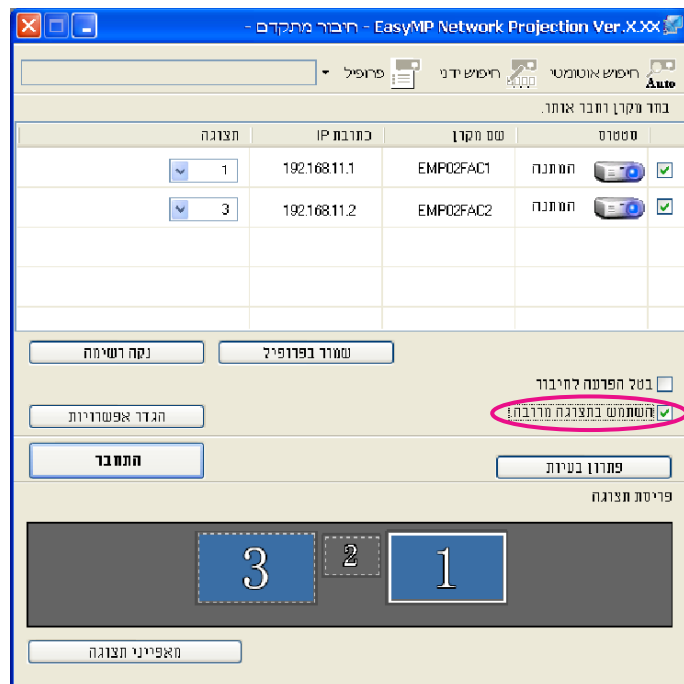 EasyMP Network Projection Ver.X.XX - חיבור מתקדם -
Auto חיפוש אוטומטי חיפוש ידני פרופיל
בחר מקרן וחבר אותו.
סטטוס שם מקרן כתובת IP תצוגה
המתנה EMP02FAC1 192.168.11.1 1
המתנה EMP02FAC2 192.168.11.2 3
שמור בפרופיל נקה רשימה
בטל הפרעה לחיבור
השתמש בתצוגה מרובה הגדר אפשרויות
פתרון בעיות התחבר
פריסת תצוגה
3 2 1
מאפייני תצוגה